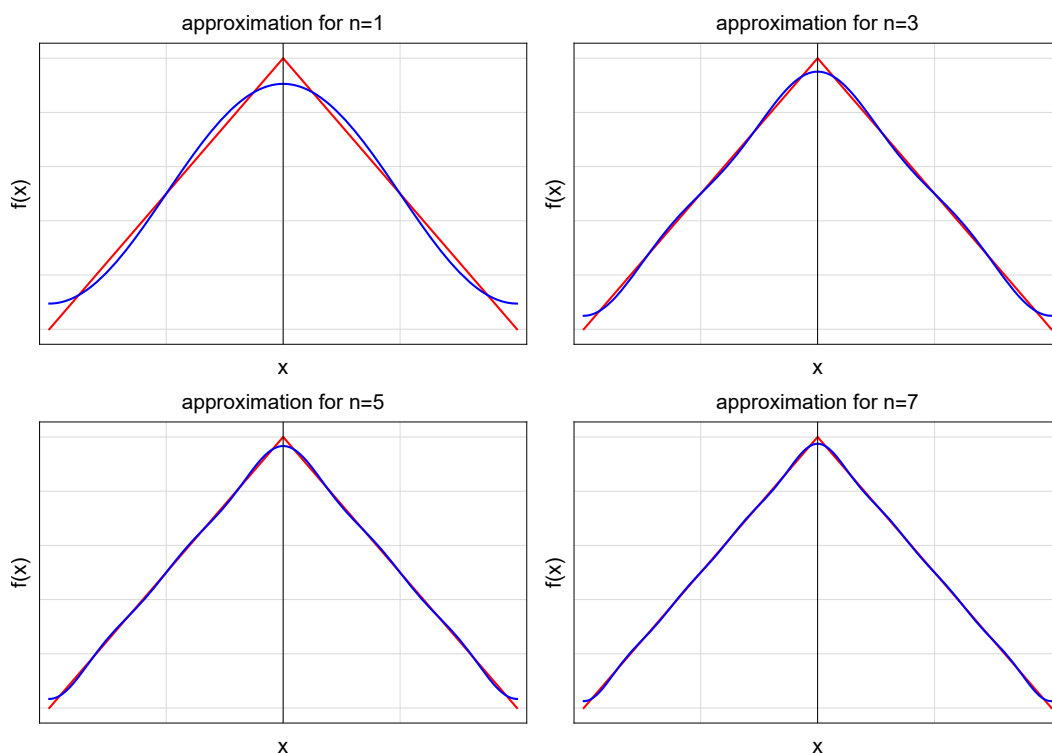 approximation for n=1
f(x)
x
approximation for n=3
f(x)
x
approximation for n=5
f(x)
x
approximation for n=7
f(x)
x